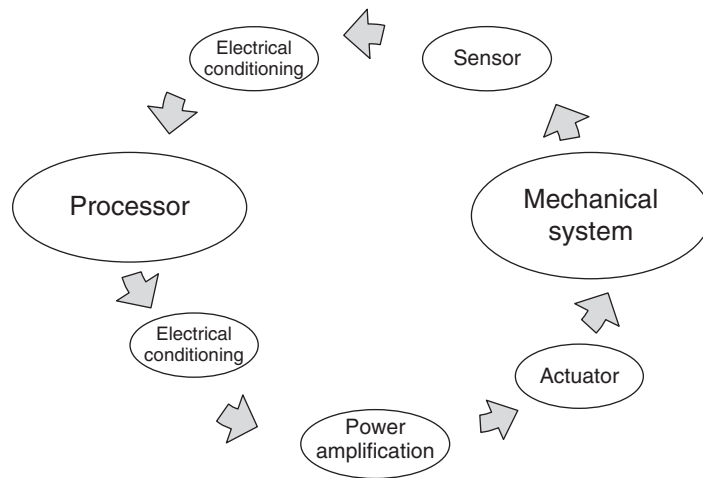 Electrical
conditioning
Sensor
Processor
Mechanical
system
Electrical
conditioning
Actuator
Power
amplification